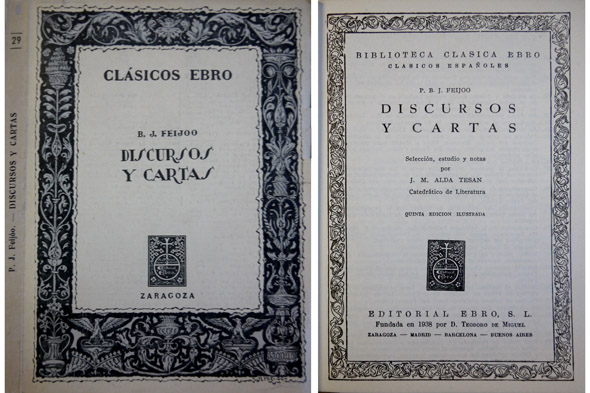 29
P. J. Feijóo. — DISCURSOS Y CARTAS
CLÁSICOS EBRO
B. J. FEIJOO
DISCURSOS
Y CARTAS
ZARAGOZA
BIBLIOTECA CLASICA EBRO
CLASICOS ESPAÑOLES
P. B. J. FEIJOO
DISCURSOS
Y CARTAS
Selección, estudio y notas
por
J. M. ALDA TESAN
Catedrático de Literatura
QUINTA EDICION ILUSTRADA
EDITORIAL EBRO, S. L.
Fundada en 1938 por D. TEODORO DE MIGUEL
ZARAGOZA — MADRID — BARCELONA — BUENOS AIRES